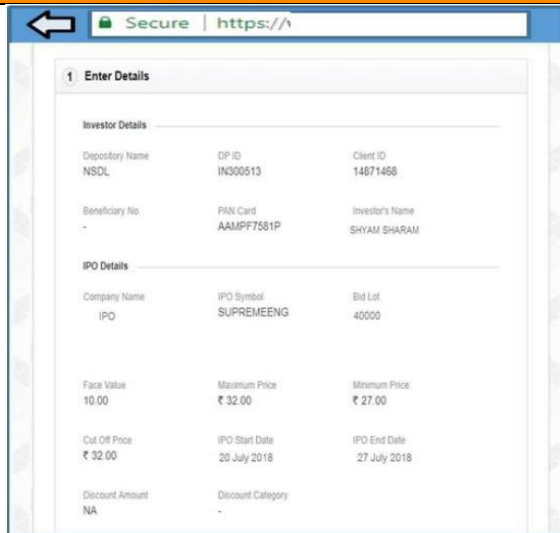 Secure | https://
1 Enter Details
Investor Details
Depository Name DP ID Client ID
NSDL IN300513 14871468
Beneficiary No PAN Card Investor's Name
- AAMPF7581P SHYAM SHARAM
IPO Details
Company Name IPO Symbol Bid Lot
IPO SUPREMEENG 40000
Face Value Maximum Price Minimum Price
10.00 ₹ 32.00 ₹ 27.00
Cut Off Price IPO Start Date IPO End Date
₹ 32.00 20 July 2018 27 July 2018
Discount Amount Discount Category
NA -